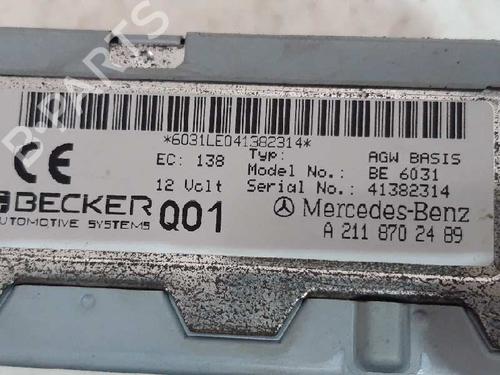 *6031LE041382314*
CE
EC: 138
Typ: AGW BASIS
Model No.: BE 6031
12 Volt
Serial No.: 41382314
BECKER
AUTOMOTIVE SYSTEMS
Q01
Mercedes-Benz
A 211 870 24 89
B-PARTS